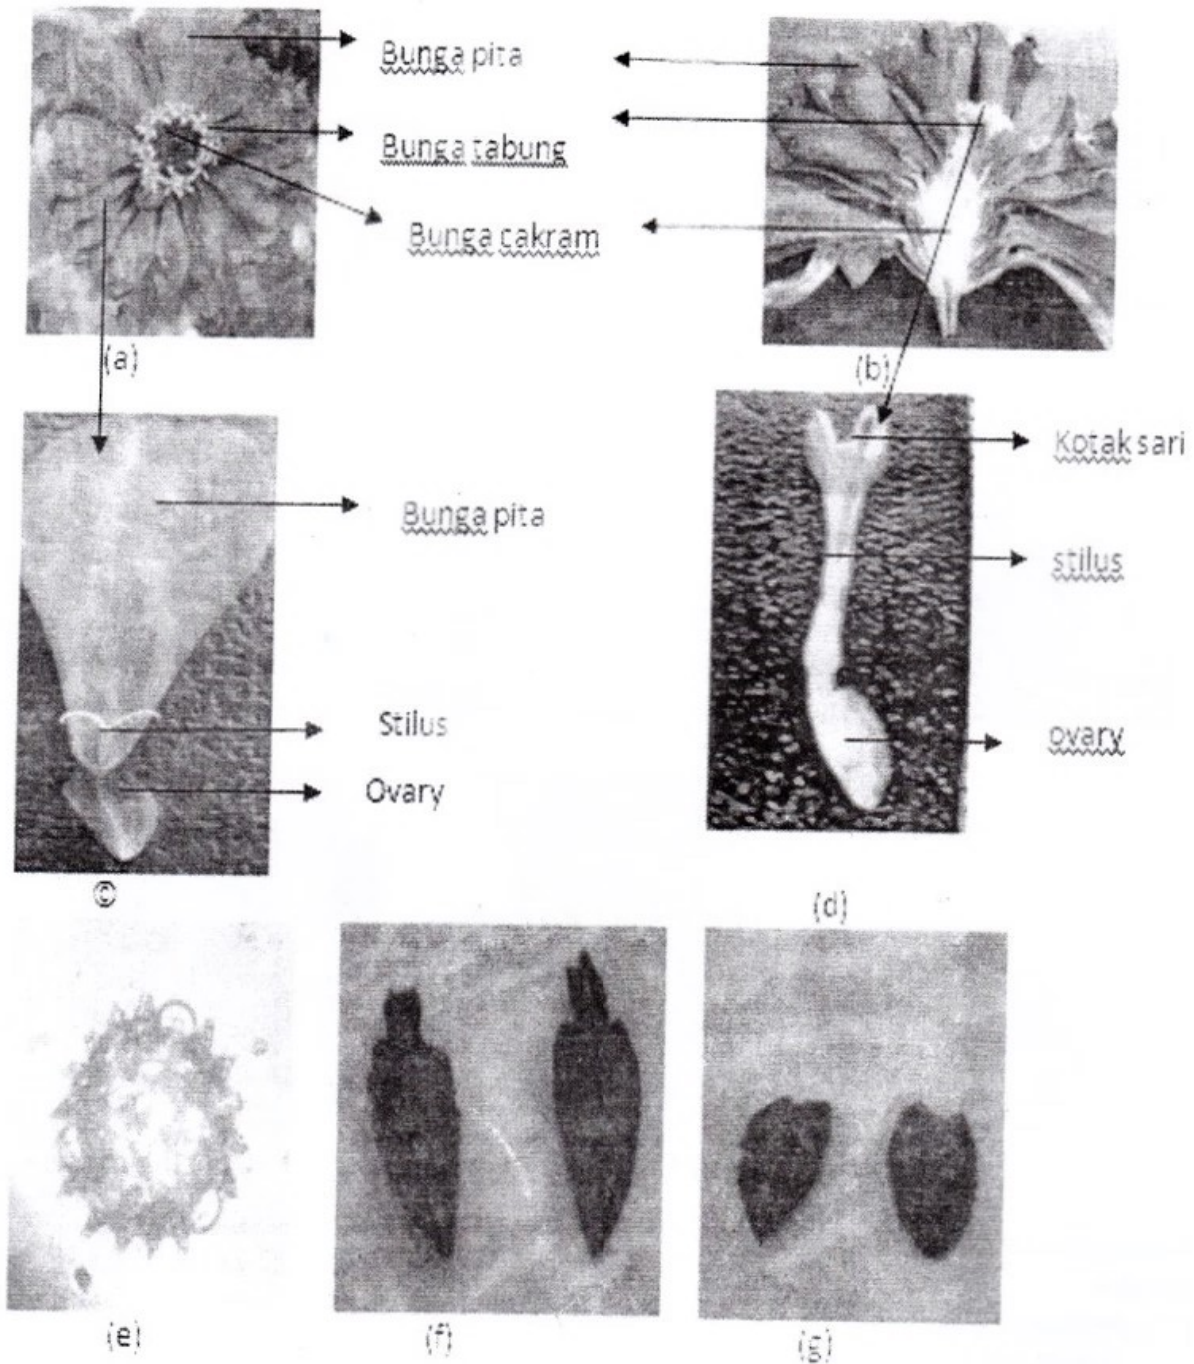 Bunga pita
Bunga tabung
Bunga cakram
(a)
(b)
Kotak sari
Bunga pita
stilus
Stilus
ovary
Ovary
©
(d)
(e)
(f)
(g)